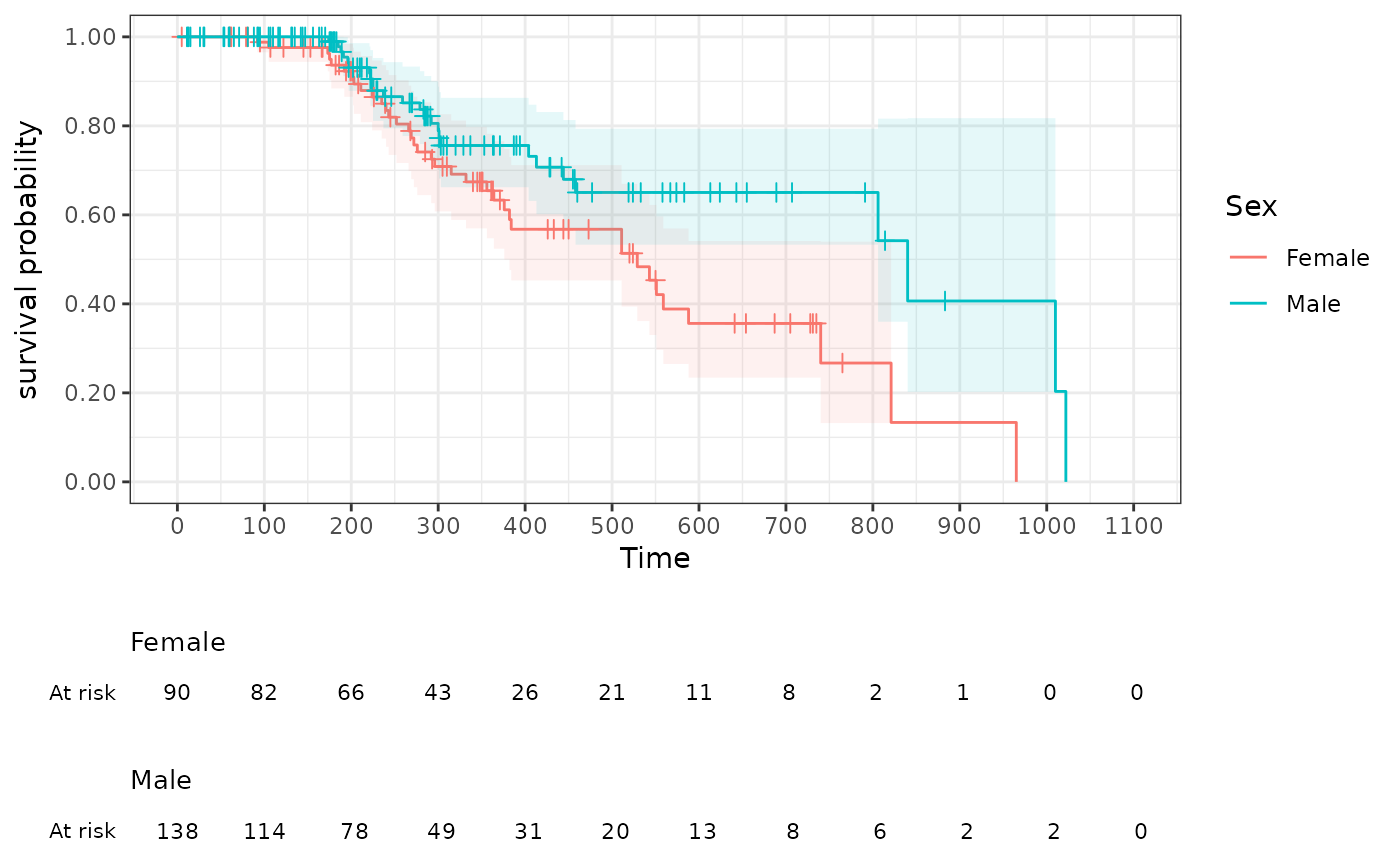 1.00
0.80
0.60
0.40
0.20
0.00
survival probability
0 100 200 300 400 500 600 700 800 900 1000 1100
Time
Sex
Female
Male
Female
At risk 90 82 66 43 26 21 11 8 2 1 0 0
Male
At risk 138 114 78 49 31 20 13 8 6 2 2 0